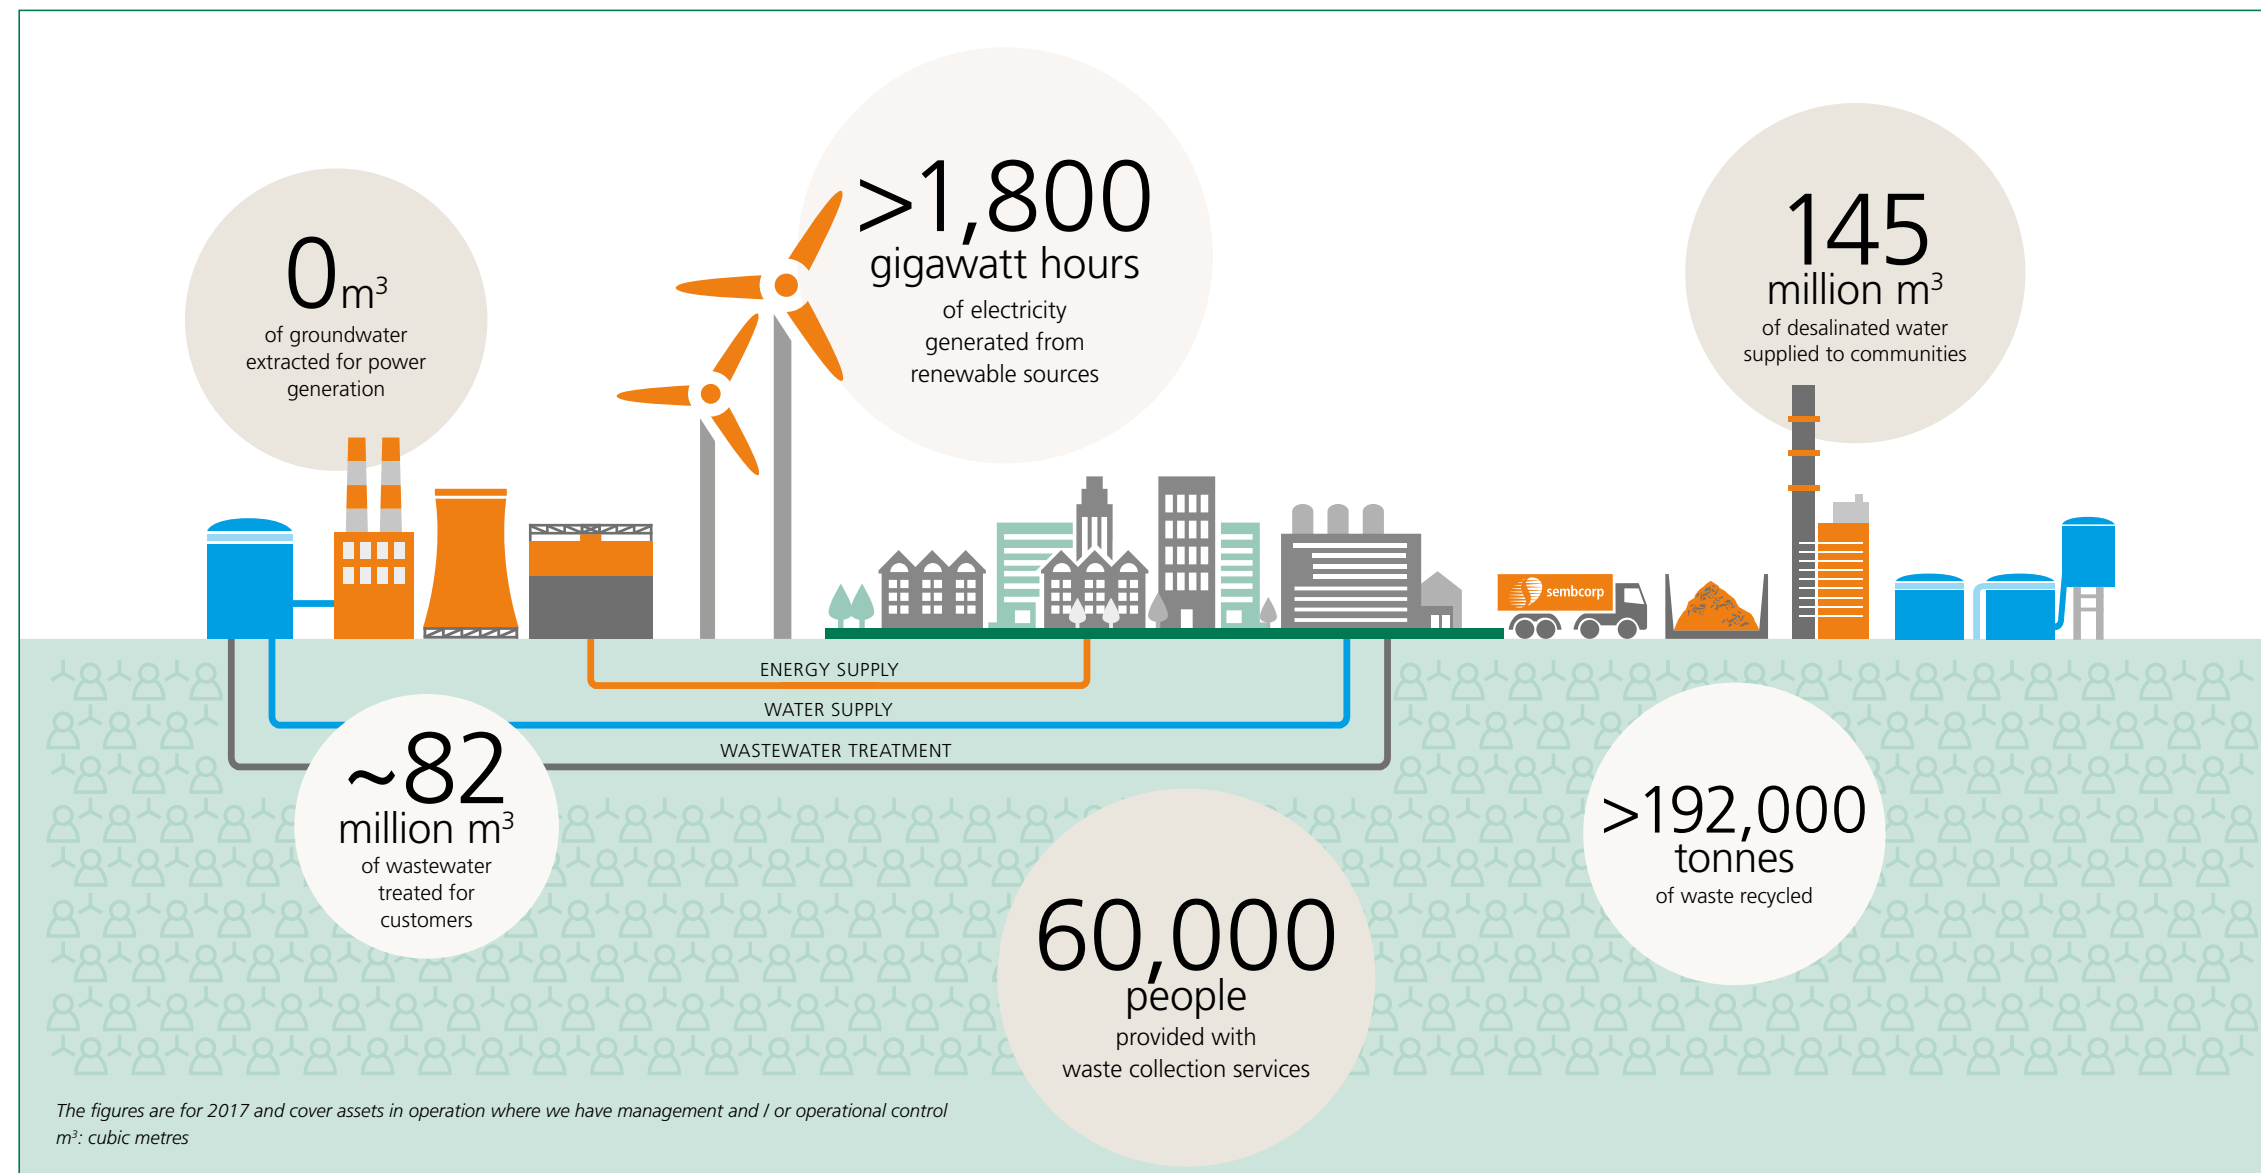 0 m³
of groundwater
extracted for power
generation
>1,800
gigawatt hours
of electricity
generated from
renewable sources
145
million m³
of desalinated water
supplied to communities
sembcorp
ENERGY SUPPLY
WATER SUPPLY
WASTEWATER TREATMENT
~82
million m³
of wastewater
treated for
customers
60,000
people
provided with
waste collection services
>192,000
tonnes
of waste recycled
The figures are for 2017 and cover assets in operation where we have management and / or operational control
m³: cubic metres